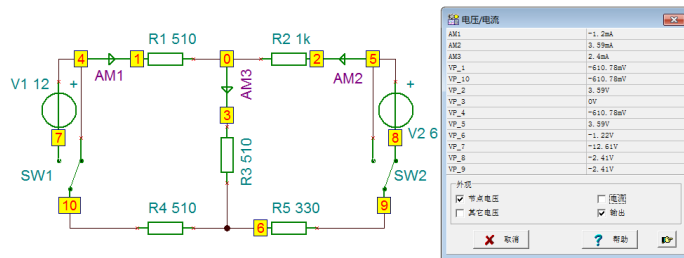 4
AM1
1
R1 510
0
R2 1k
2
AM2
5
V1 12
+
AM3
3
+
V2 6
7
8
SW1
R3 510
SW2
10
R4 510
6
R5 330
9
电压/电流
AM1 -1.2mA
AM2 3.59mA
AM3 2.4mA
VP_1 -610.78mV
VP_10 -610.78mV
VP_2 3.59V
VP_3 0V
VP_4 -610.78mV
VP_5 3.59V
VP_6 -1.22V
VP_7 -12.61V
VP_8 -2.41V
VP_9 -2.41V
外观
节点电压 电流
其它电压 输出
取消 ? 帮助